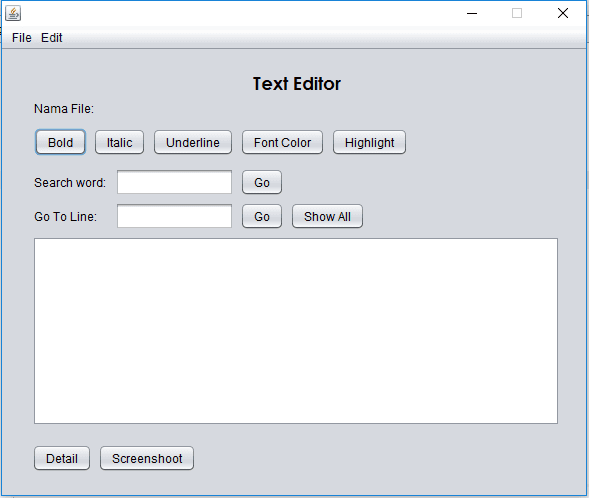 File Edit
Text Editor
Nama File:
Bold Italic Underline Font Color Highlight
Search word: Go
Go To Line: Go Show All
Detail Screenshoot